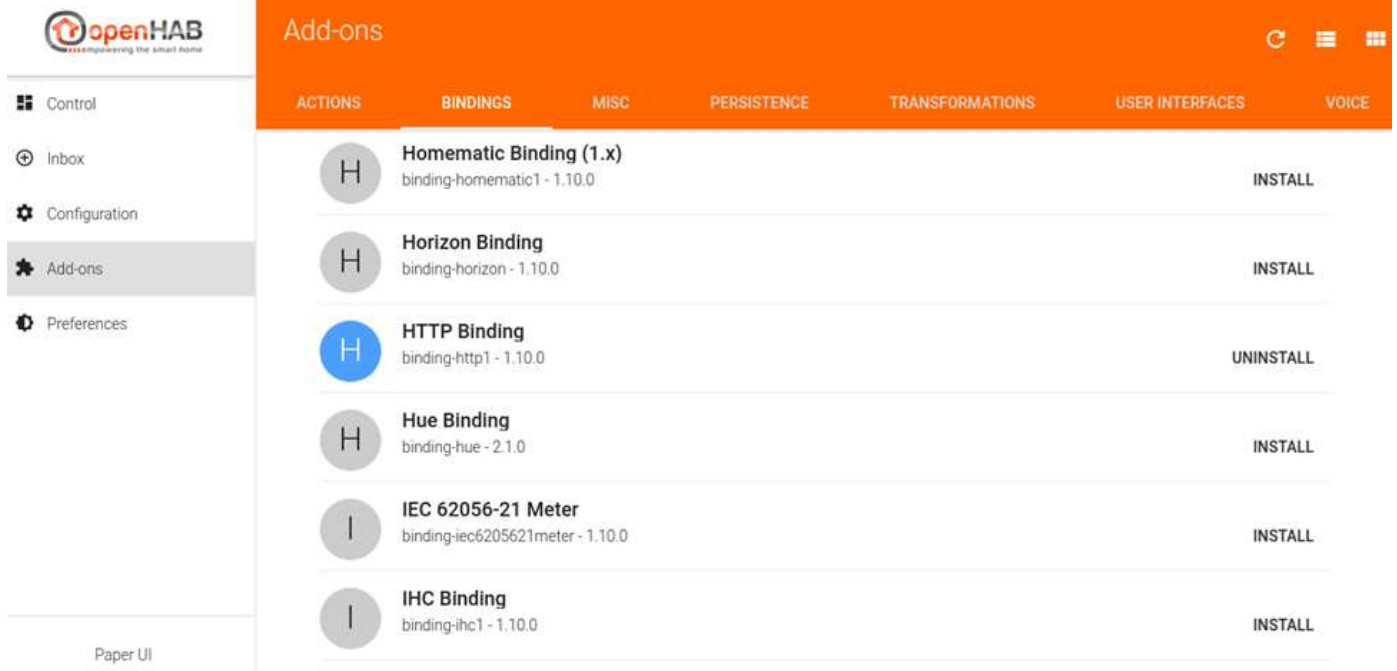 openHAB
empowering the smart home
Control
Inbox
Configuration
Add-ons
Preferences
Paper UI
Add-ons
ACTIONS BINDINGS MISC PERSISTENCE TRANSFORMATIONS USER INTERFACES VOICE
H
Homematic Binding (1.x)
binding-homematic1 - 1.10.0
INSTALL
H
Horizon Binding
binding-horizon - 1.10.0
INSTALL
H
HTTP Binding
binding-http1 - 1.10.0
UNINSTALL
H
Hue Binding
binding-hue - 2.1.0
INSTALL
I
IEC 62056-21 Meter
binding-iec6205621meter - 1.10.0
INSTALL
I
IHC Binding
binding-ihc1 - 1.10.0
INSTALL